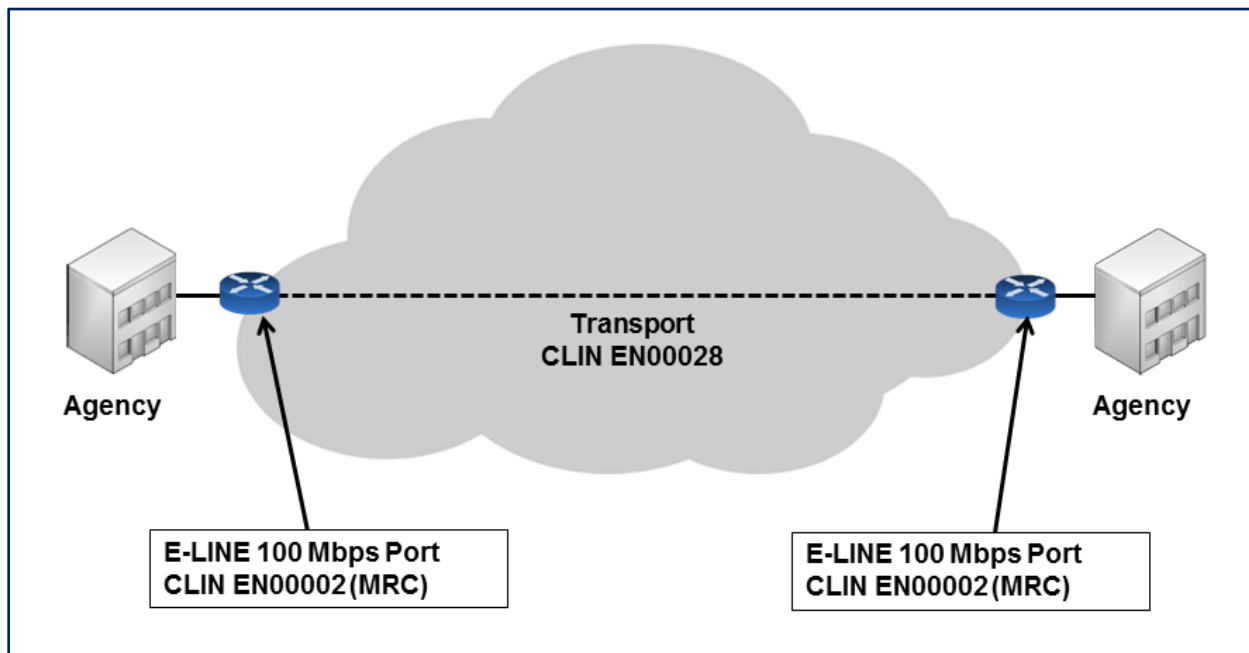 Transport
CLIN EN00028
Agency
Agency
E-LINE 100 Mbps Port
CLIN EN00002 (MRC)
E-LINE 100 Mbps Port
CLIN EN00002 (MRC)